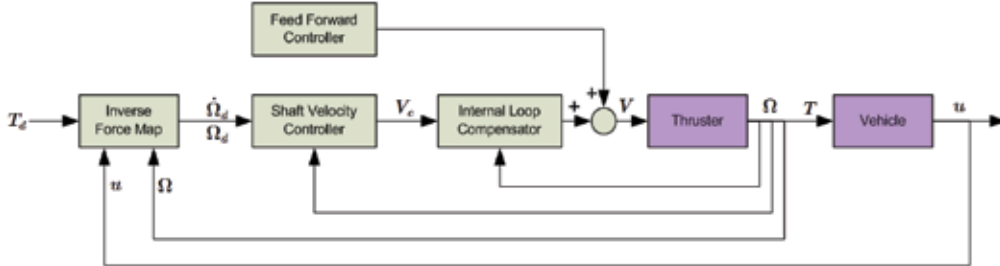 Feed Forward
Controller
+
T_d
Inverse
Force Map
Ω̇_d
Ω_d
Shaft Velocity
Controller
V_c
Internal Loop
Compensator
+
V
Thruster
Ω
T
Vehicle
u
u
Ω